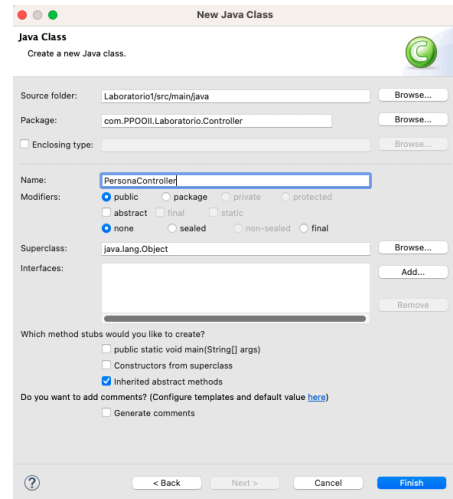 New Java Class
Java Class
Create a new Java class.
C
Source folder: Laboratorio1/src/main/java Browse...
Package: com.PPOOII.Laboratorio.Controller Browse...
Enclosing type: Browse...
Name: PersonaController
Modifiers: public package private protected
abstract final static
none sealed non-sealed final
Superclass: java.lang.Object Browse...
Interfaces: Add...
Remove
Which method stubs would you like to create?
public static void main(String[] args)
Constructors from superclass
Inherited abstract methods
Do you want to add comments? (Configure templates and default value here)
Generate comments
? < Back Next > Cancel Finish